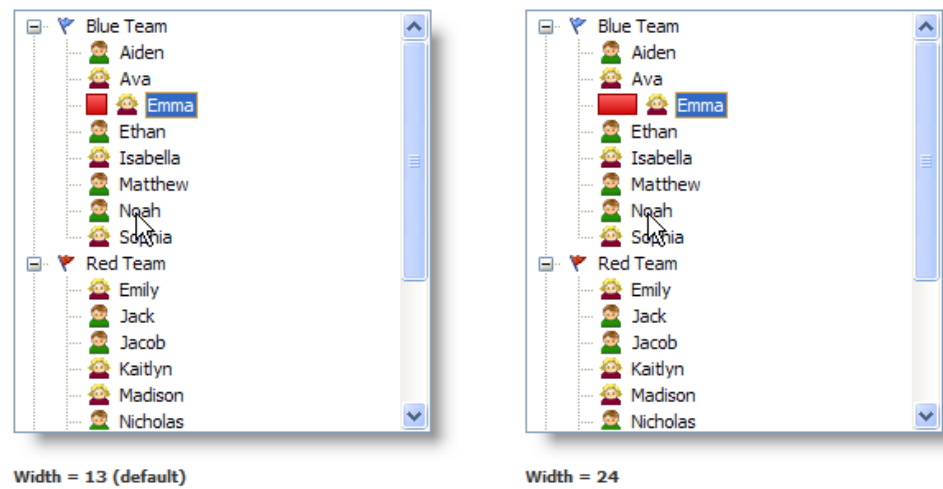 Blue Team
Aiden
Ava
Emma
Ethan
Isabella
Matthew
Noah
Sophia
Red Team
Emily
Jack
Jacob
Kaitlyn
Madison
Nicholas
Width = 13 (default)
Blue Team
Aiden
Ava
Emma
Ethan
Isabella
Matthew
Noah
Sophia
Red Team
Emily
Jack
Jacob
Kaitlyn
Madison
Nicholas
Width = 24